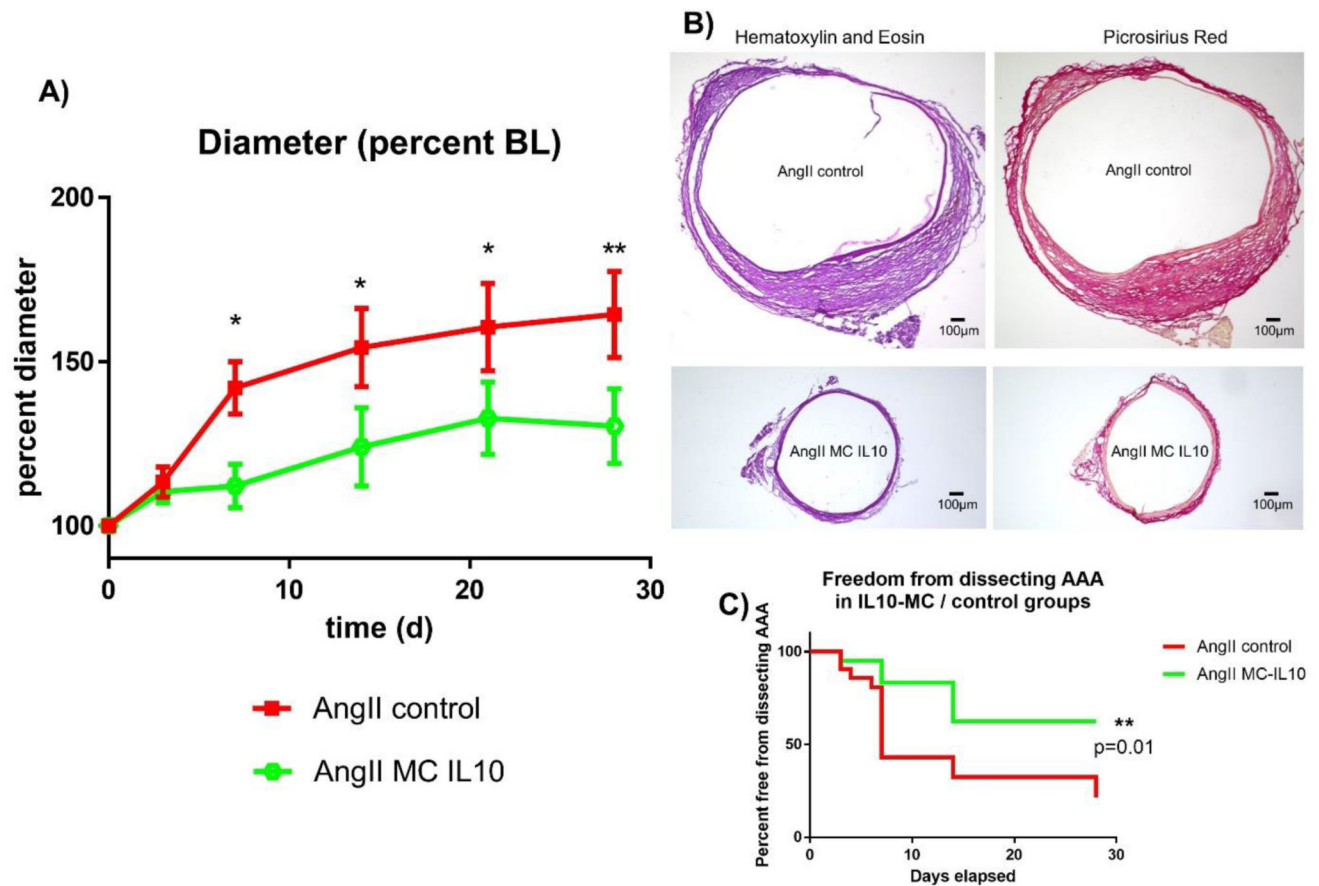 A)
Diameter (percent BL)
percent diameter
200
150
100
*
*
*
**
0
10
20
30
time (d)
AngII control
AngII MC IL10
B)
Hematoxylin and Eosin
Picrosirius Red
AngII control
100µm
AngII control
100µm
AngII MC IL10
100µm
AngII MC IL10
100µm
C)
Freedom from dissecting AAA
in IL10-MC / control groups
Percent free from dissecting AAA
100
50
0
0
10
20
30
Days elapsed
AngII control
AngII MC-IL10
**
p=0.01